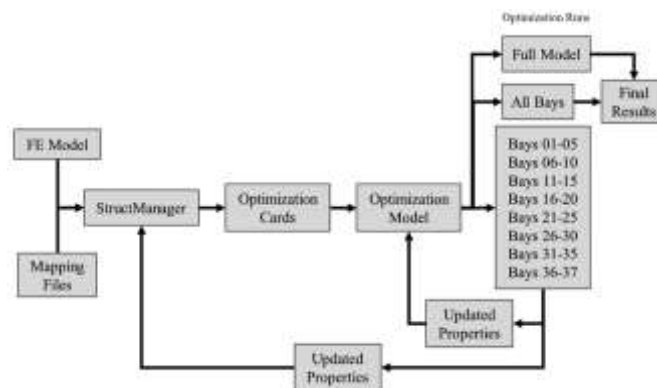 Optimization Runs
Full Model
All Bays
Final
Results
FE Model
StructManager
Optimization
Cards
Optimization
Model
Bays 01-05
Bays 06-10
Bays 11-15
Bays 16-20
Bays 21-25
Bays 26-30
Bays 31-35
Bays 36-37
Mapping
Files
Updated
Properties
Updated
Properties